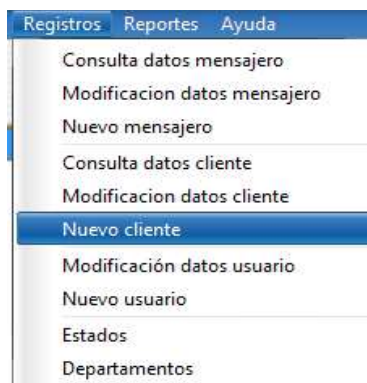 Registros Reportes Ayuda
Consulta datos mensajero
Modificacion datos mensajero
Nuevo mensajero
Consulta datos cliente
Modificacion datos cliente
Nuevo cliente
Modificación datos usuario
Nuevo usuario
Estados
Departamentos